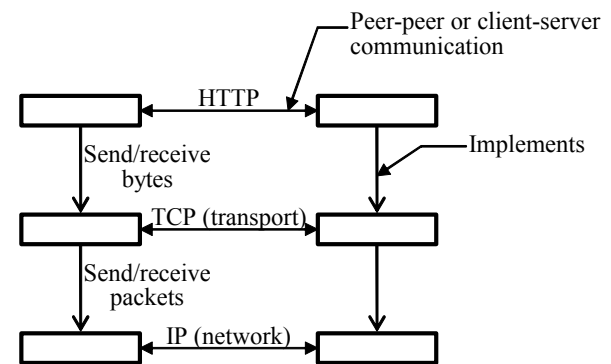 Peer-peer or client-server
communication
HTTP
Send/receive
bytes
Implements
TCP (transport)
Send/receive
packets
IP (network)